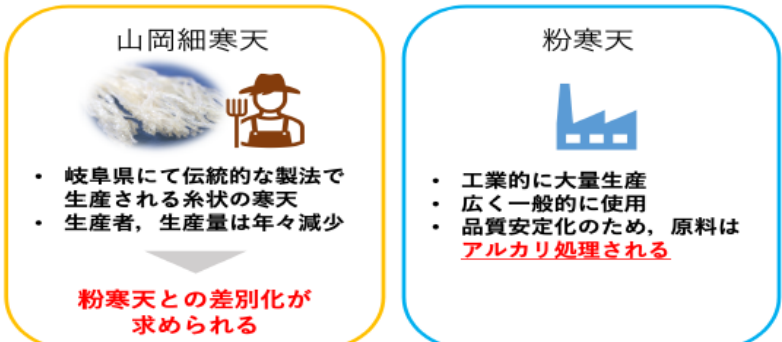 山岡細寒天
・ 岐阜県にて伝統的な製法で
生産される糸状の寒天
・ 生産者，生産量は年々減少
粉寒天との差別化が
求められる
粉寒天
・ 工業的に大量生産
・ 広く一般的に使用
・ 品質安定化のため，原料は
アルカリ処理される